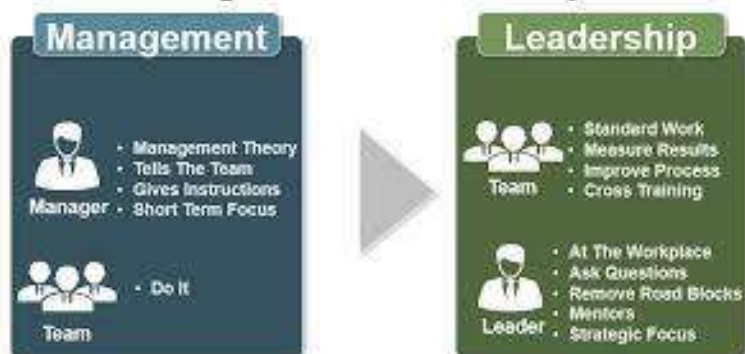 Management
• Management Theory
• Tells The Team
• Gives Instructions
• Short Term Focus
Manager
• Do It
Team
Leadership
• Standard Work
• Measure Results
• Improve Process
• Cross Training
Team
• At The Workplace
• Ask Questions
• Remove Road Blocks
• Mentors
• Strategic Focus
Leader